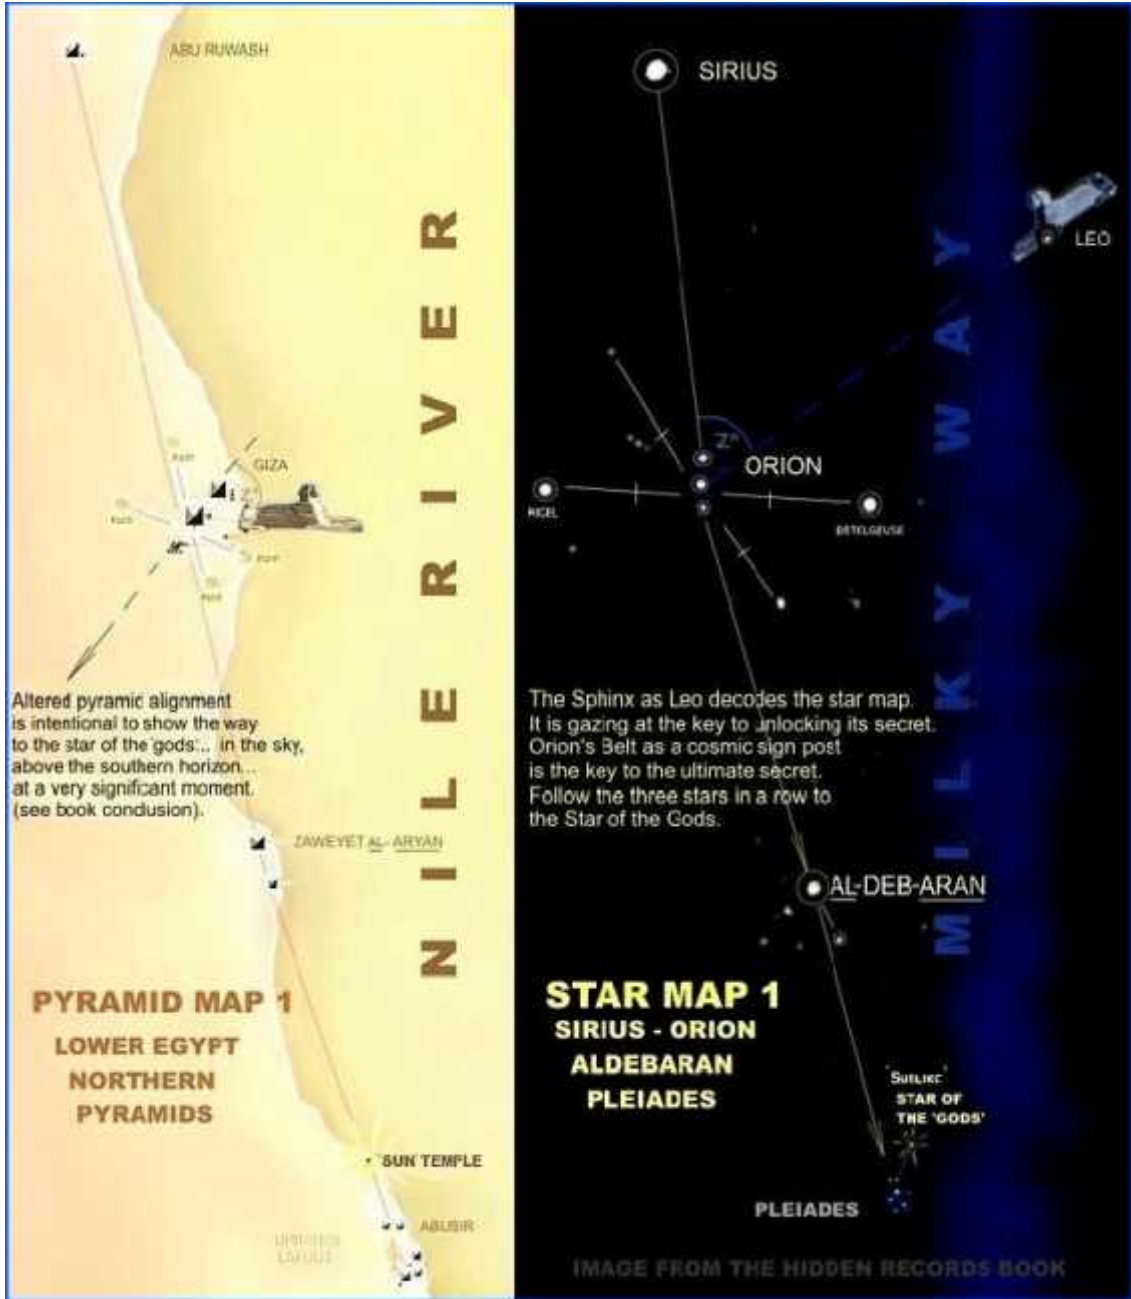 ABU RUWASH
GIZA
Altered pyramic alignment
is intentional to show the way
to the star of the gods... in the sky,
above the southern horizon...
at a very significant moment.
(see book conclusion).
ZAWEYET AL- ARYAN
NILE RIVER
PYRAMID MAP 1
LOWER EGYPT
NORTHERN
PYRAMIDS
SUN TEMPLE
ABUSIR
SIRIUS
LEO
ORION
RIGEL
BETELGEUSE
The Sphinx as Leo decodes the star map.
It is gazing at the key to unlocking its secret.
Orion's Belt as a cosmic sign post
is the key to the ultimate secret.
Follow the three stars in a row to
the Star of the Gods.
MILKY WAY
AL-DEB-ARAN
STAR MAP 1
SIRIUS - ORION
ALDEBARAN
PLEIADES
STAR OF
THE 'GODS'
PLEIADES
IMAGE FROM THE HIDDEN RECORDS BOOK